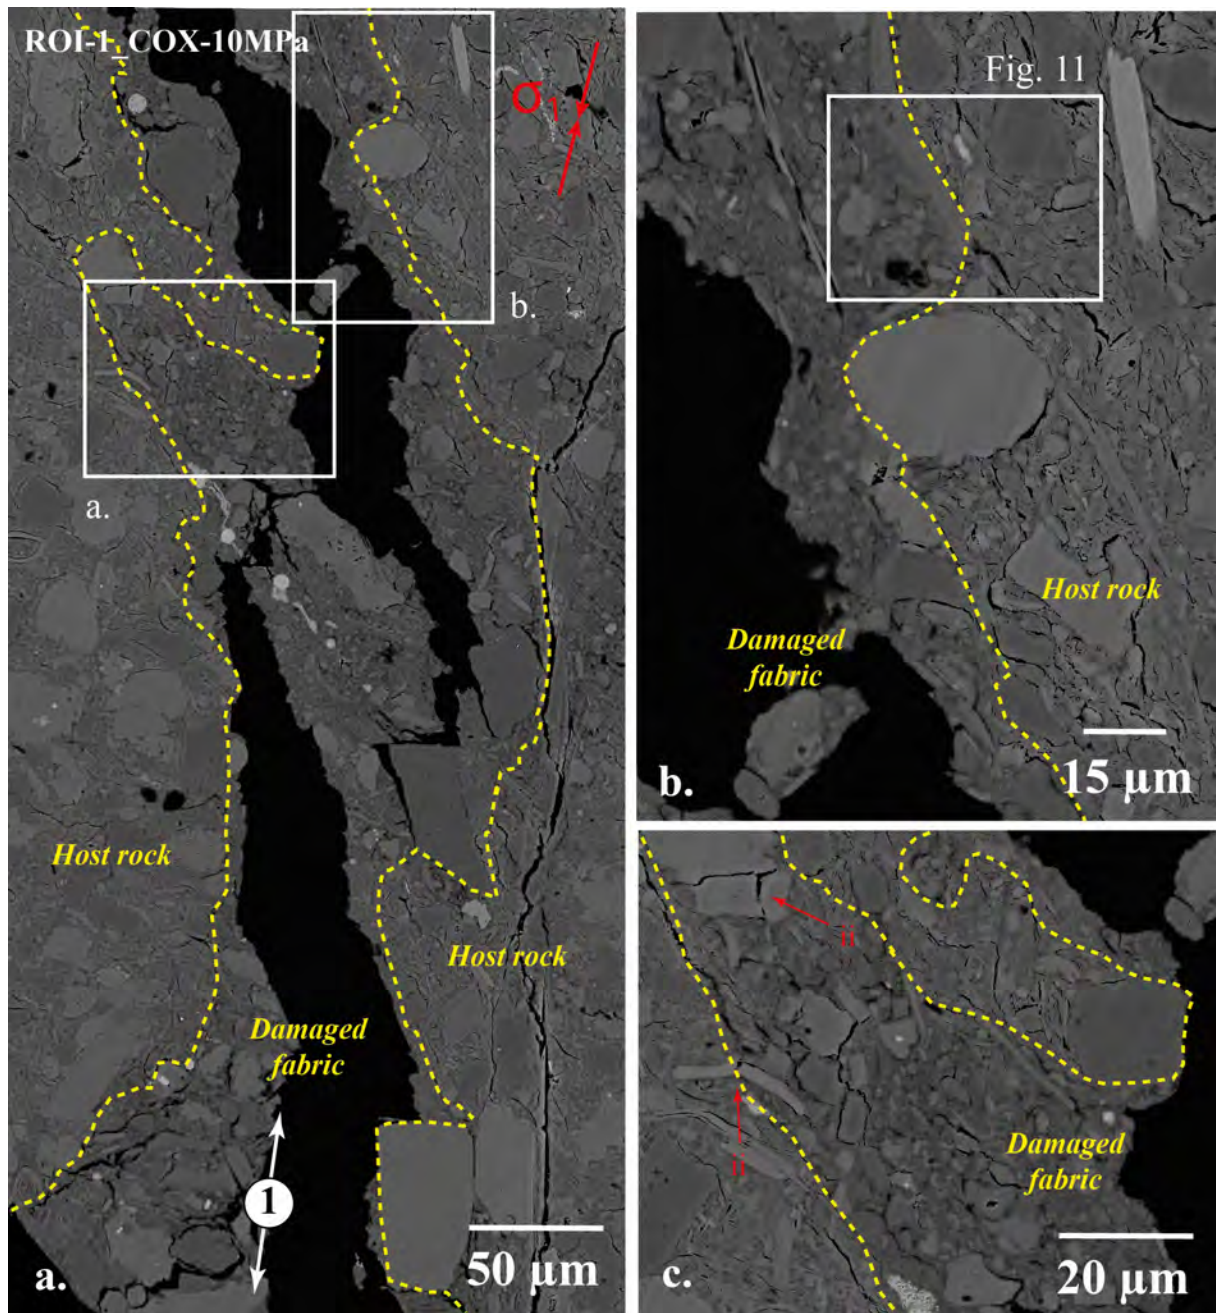 ROI-1_COX-10MPa
σ1
b.
a.
Host rock
Host rock
Damaged
fabric
1
50 µm
a.
Fig. 11
Host rock
Damaged
fabric
15 µm
b.
ii
ii
Damaged
fabric
20 µm
c.